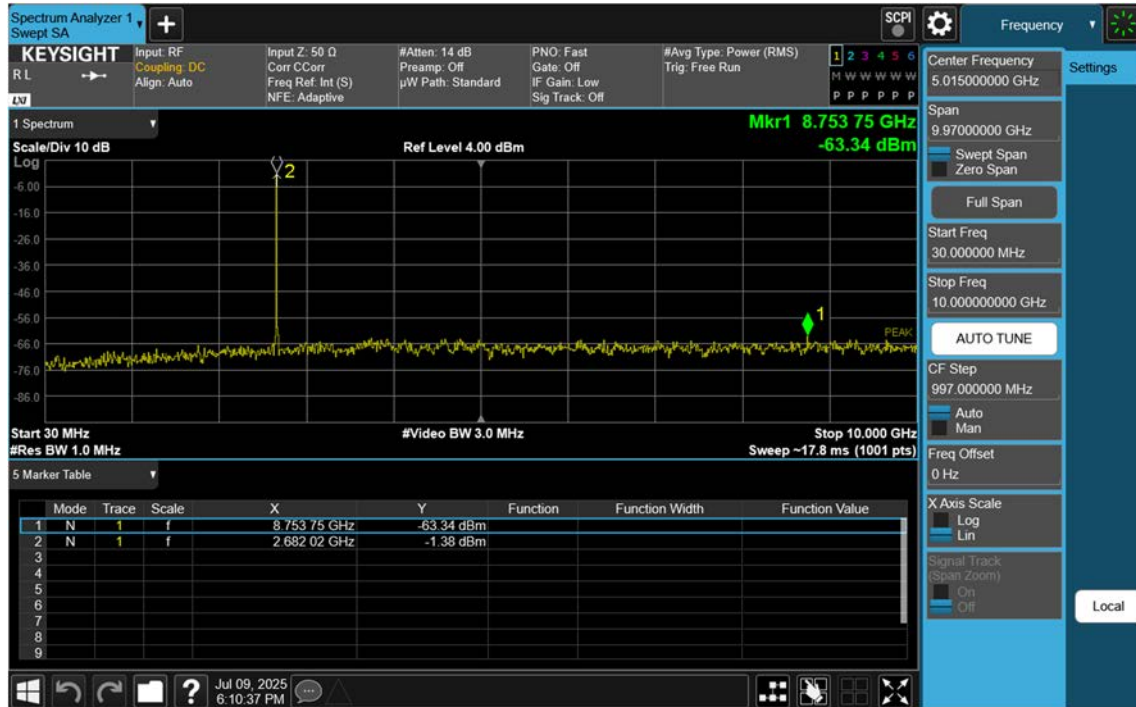 Spectrum Analyzer 1
Swept SA
+
SCPI
Frequency
KEYSIGHT
R L
LXI
Input: RF
Coupling: DC
Align: Auto
Input Z: 50 Ω
Corr CCorr
Freq Ref: Int (S)
NFE: Adaptive
#Atten: 14 dB
Preamp: Off
µW Path: Standard
PNO: Fast
Gate: Off
IF Gain: Low
Sig Track: Off
#Avg Type: Power (RMS)
Trig: Free Run
1 2 3 4 5 6
M W W W W W
P P P P P P
1 Spectrum
Scale/Div 10 dB
Ref Level 4.00 dBm
Mkr1 8.753 75 GHz
-63.34 dBm
Log
2
-6.00
-16.0
-26.0
-36.0
-46.0
-56.0
1
PEAK
-66.0
-76.0
-86.0
Start 30 MHz
#Video BW 3.0 MHz
Stop 10.000 GHz
#Res BW 1.0 MHz
Sweep ~17.8 ms (1001 pts)
5 Marker Table
Mode Trace Scale X Y Function Function Width Function Value
1 N 1 f 8.753 75 GHz -63.34 dBm
2 N 1 f 2.682 02 GHz -1.38 dBm
3
4
5
6
7
8
9
?
Jul 09, 2025
6:10:37 PM
Center Frequency
5.015000000 GHz
Settings
Span
9.97000000 GHz
Swept Span
Zero Span
Full Span
Start Freq
30.000000 MHz
Stop Freq
10.000000000 GHz
AUTO TUNE
CF Step
997.000000 MHz
Auto
Man
Freq Offset
0 Hz
X Axis Scale
Log
Lin
Signal Track
(Span Zoom)
On
Off
Local